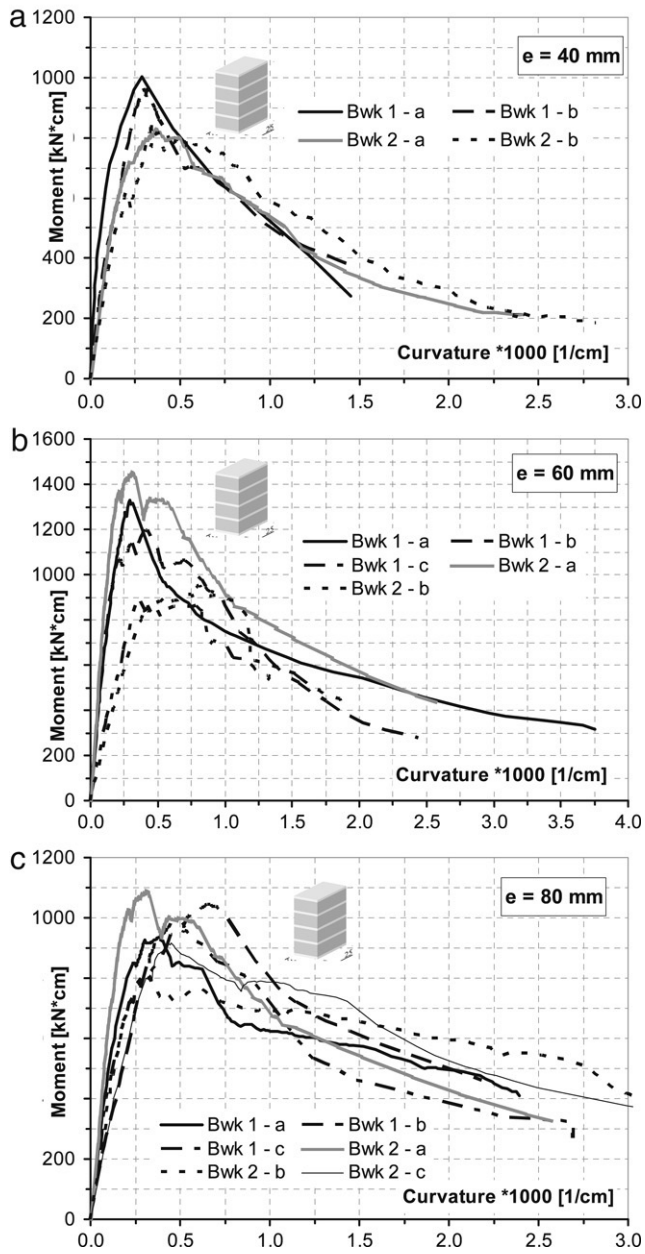 a
1200
1000
400
200
0
Moment [kN*cm]
e = 40 mm
Bwk 1 - a
Bwk 1 - b
Bwk 2 - a
Bwk 2 - b
Curvature *1000 [1/cm]
0.0 0.5 1.0 1.5 2.0 2.5 3.0
b
1600
1400
1200
1000
200
0
Moment [kN*cm]
e = 60 mm
Bwk 1 - a
Bwk 1 - b
Bwk 1 - c
Bwk 2 - a
Bwk 2 - b
Curvature *1000 [1/cm]
0.0 0.5 1.0 1.5 2.0 2.5 3.0 3.5 4.0
c
1200
1000
200
0
Moment [kN*cm]
e = 80 mm
Bwk 1 - a
Bwk 1 - b
Bwk 1 - c
Bwk 2 - a
Bwk 2 - b
Bwk 2 - c
Curvature *1000 [1/cm]
0.0 0.5 1.0 1.5 2.0 2.5 3.0